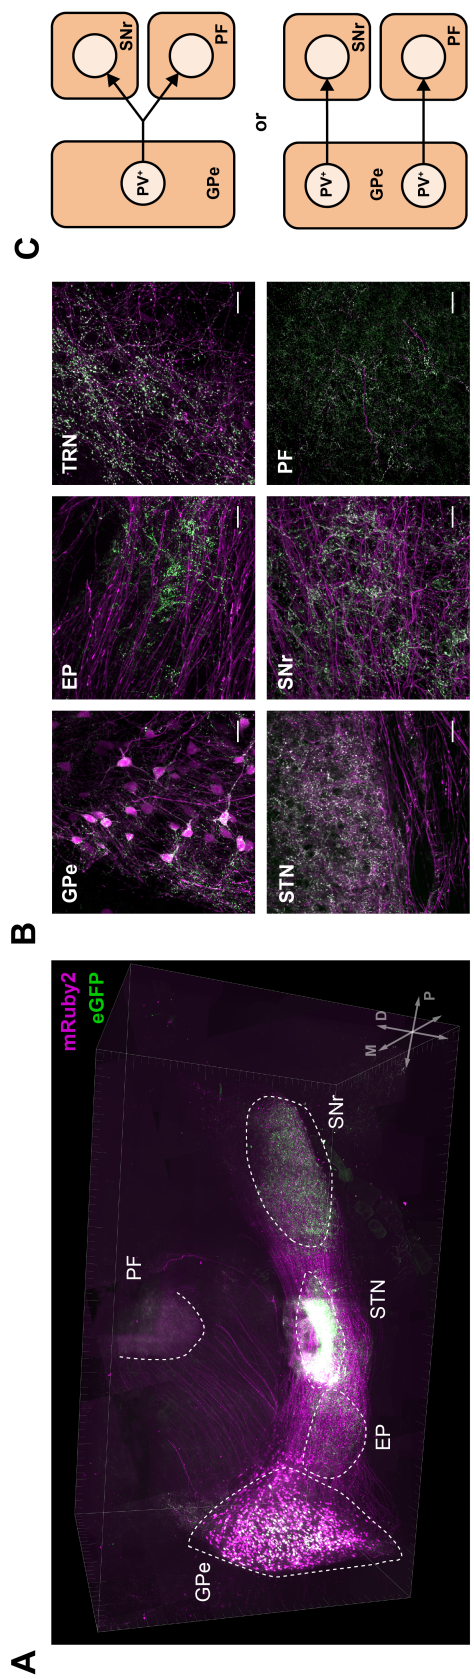 A
mRuby2
eGFP
GPe
PF
EP
STN
SNr
M
D
P
B
GPe
EP
TRN
STN
SNr
PF
C
PV+
GPe
SNr
PF
or
PV+
GPe
PV+
SNr
PF